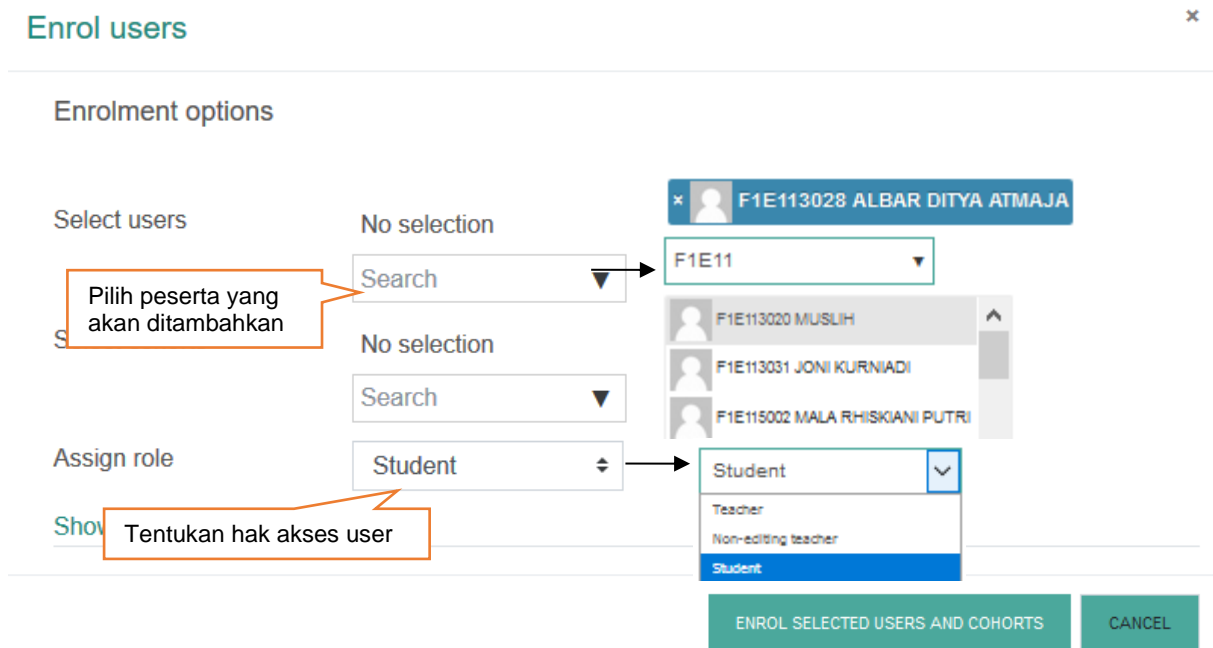 Enrol users
×
Enrolment options
Select users
No selection
Search
× F1E113028 ALBAR DITYA ATMAJA
F1E11
F1E113020 MUSLIH
F1E113031 JONI KURNIADI
F1E115002 MALA RHISKIANI PUTRI
Pilih peserta yang
akan ditambahkan
S
No selection
Search
Assign role
Student
Student
Teacher
Non-editing teacher
Student
Show
Tentukan hak akses user
ENROL SELECTED USERS AND COHORTS
CANCEL